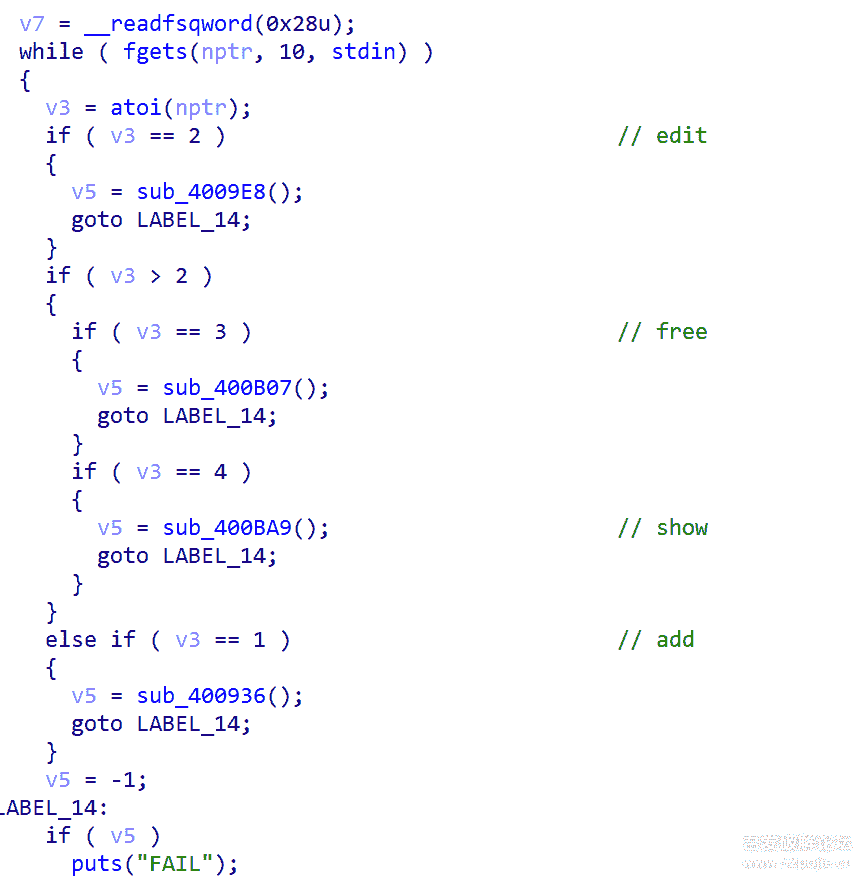 v7 = __readfsqword(0x28u);
while ( fgets(nptr, 10, stdin) )
{
v3 = atoi(nptr);
if ( v3 == 2 ) // edit
{
v5 = sub_4009E8();
goto LABEL_14;
}
if ( v3 > 2 )
{
if ( v3 == 3 ) // free
{
v5 = sub_400B07();
goto LABEL_14;
}
if ( v3 == 4 )
{
v5 = sub_400BA9(); // show
goto LABEL_14;
}
}
else if ( v3 == 1 ) // add
{
v5 = sub_400936();
goto LABEL_14;
}
v5 = -1;
LABEL_14:
if ( v5 )
puts("FAIL");